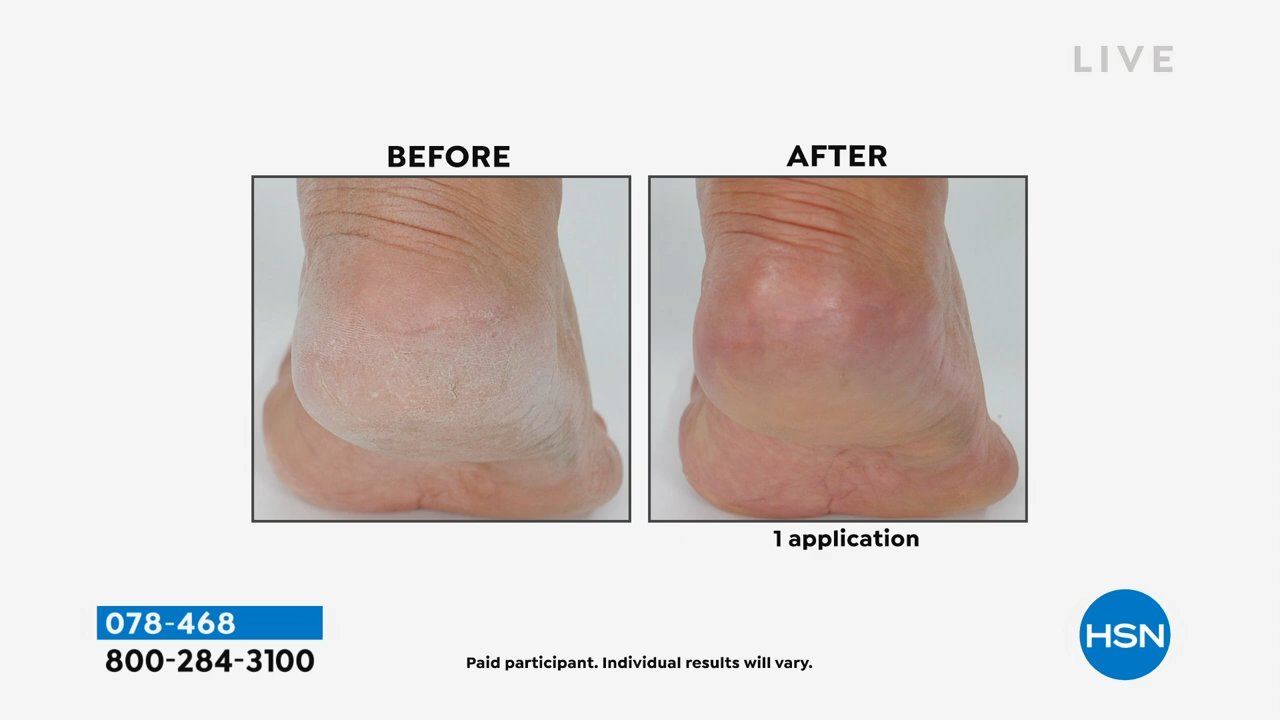 LIVE
BEFORE
AFTER
1 application
078-468
800-284-3100
Paid participant. Individual results will vary.
HSN